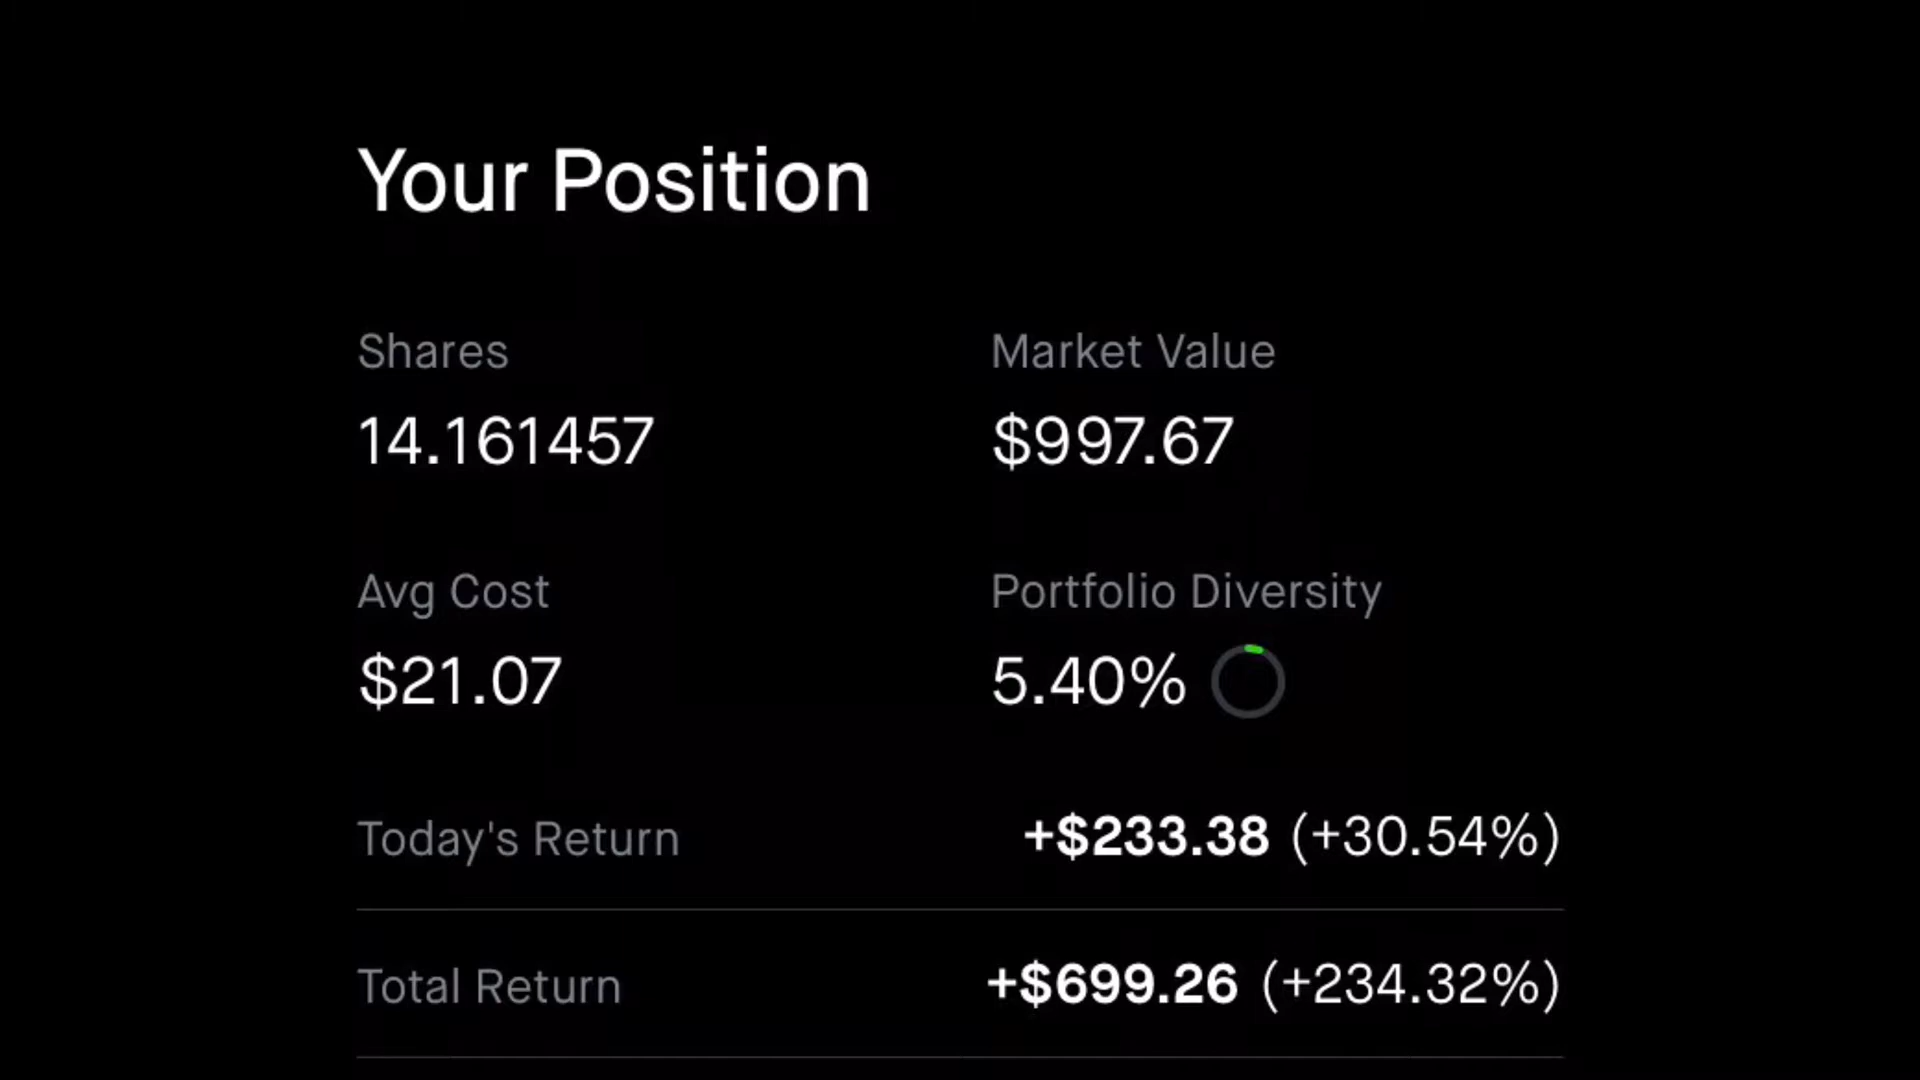 Your Position
Shares
14.161457
Market Value
$997.67
Avg Cost
$21.07
Portfolio Diversity
5.40%
Today's Return
+$233.38 (+30.54%)
Total Return
+$699.26 (+234.32%)